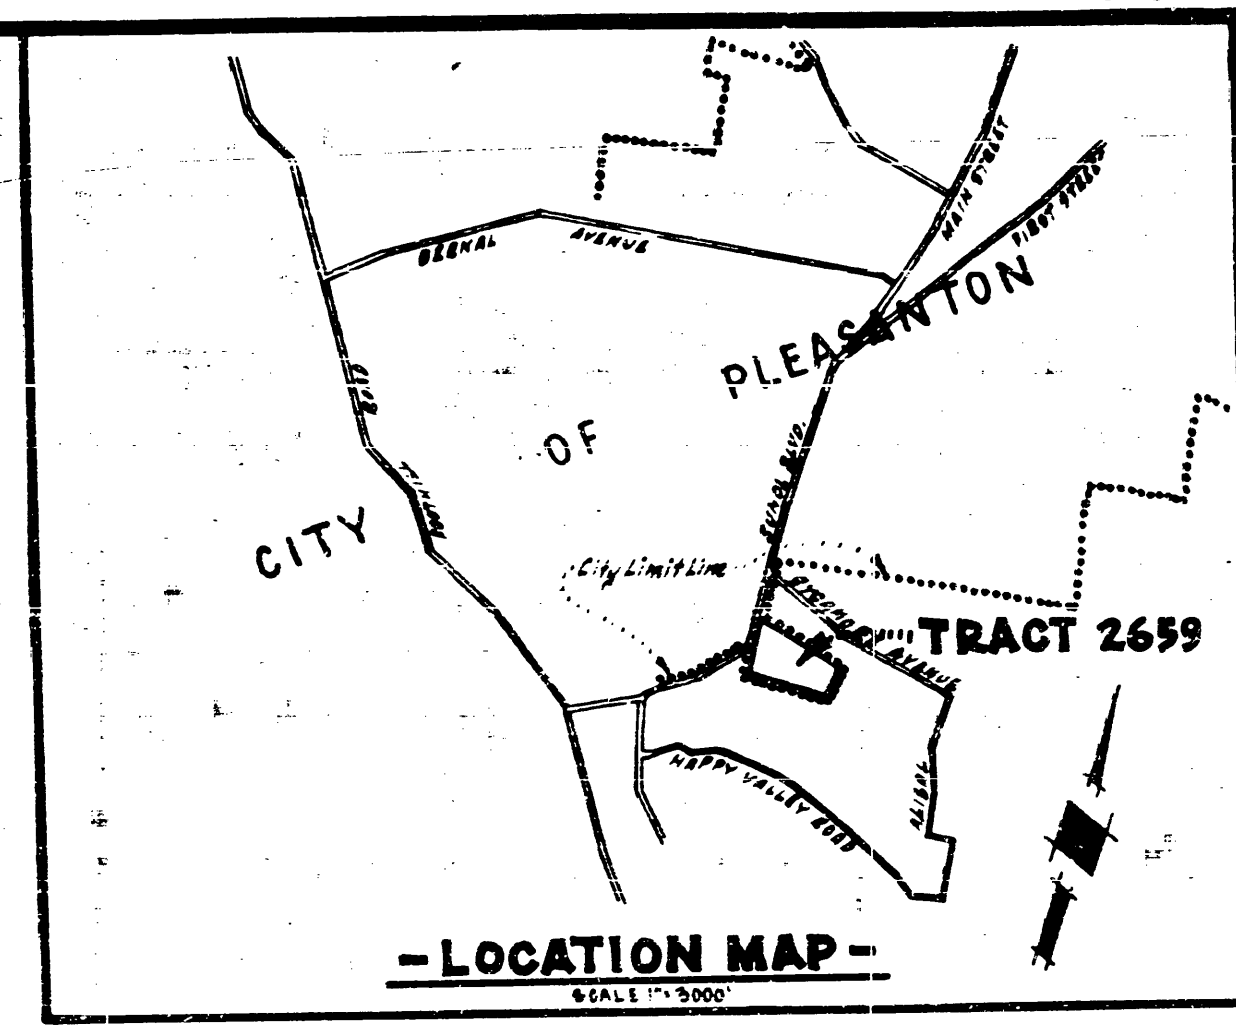 MAIN STREET
FIRST STREET
BERNAL AVENUE
CITY OF PLEASANTON
ROAD
SUNOL BLVD.
City Limit Line
TRACT 2659
AVENUE
HAPPY VALLEY ROAD
ALISAL
- LOCATION MAP -
SCALE 1"= 3000'